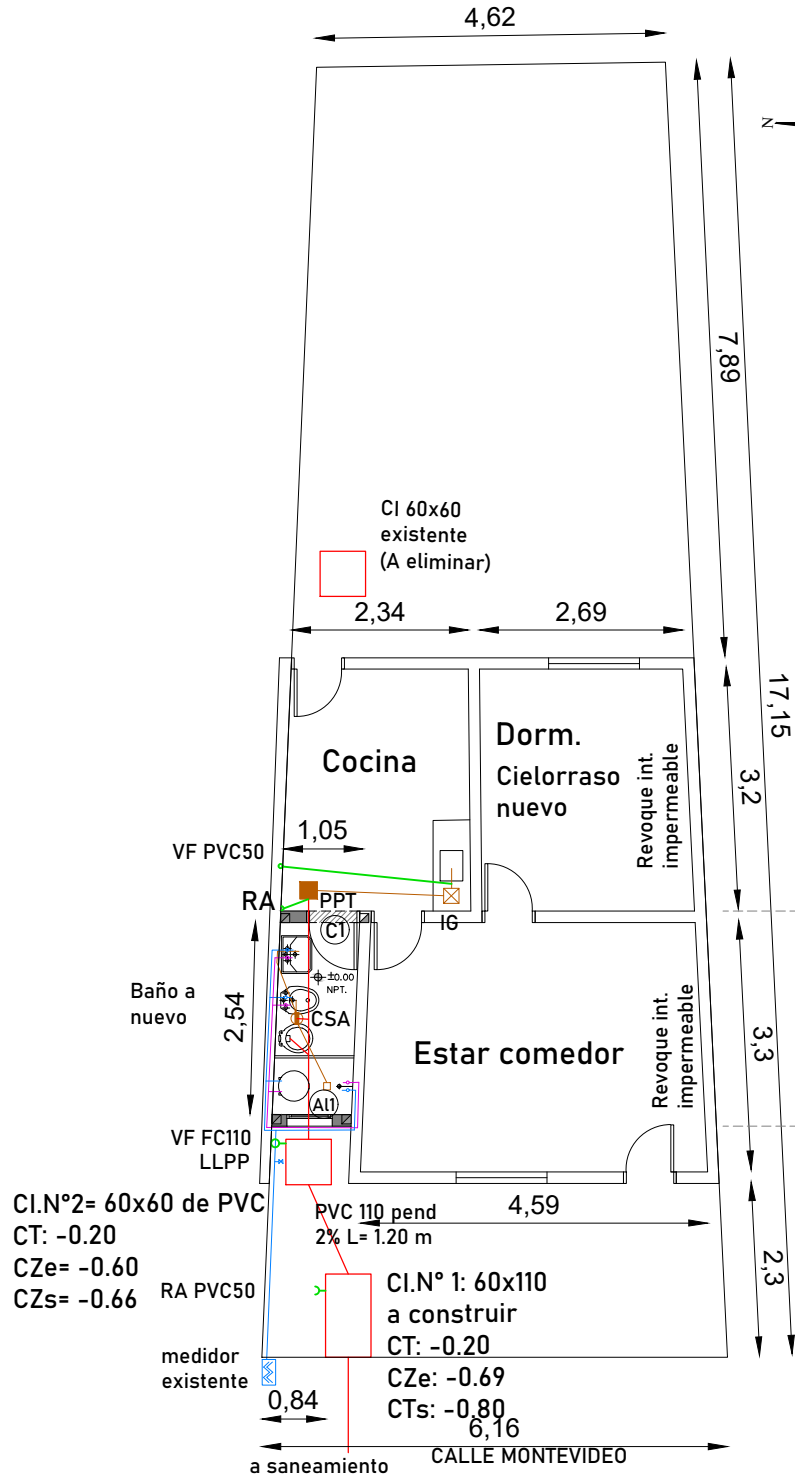 4,62
N
7,89
17,15
CI 60x60
existente
(A eliminar)
2,34
2,69
Dorm.
Cielorraso
nuevo
Cocina
Revoque int.
impermeable
3,2
1,05
VF PVC50
RA
PPT
IG
C1
±0.00
NPT.
CSA
Baño a
nuevo
2,54
Estar comedor
Revoque int.
impermeable
3,3
Al1
VF FC110
LLPP
CI.N°2= 60x60 de PVC
CT: -0.20
CZe= -0.60
CZs= -0.66
PVC 110 pend
2% L= 1.20 m
4,59
2,3
RA PVC50
CI.N° 1: 60x110
a construir
CT: -0.20
CZe: -0.69
CTs: -0.80
medidor
existente
0,84
6,16
CALLE MONTEVIDEO
a saneamiento